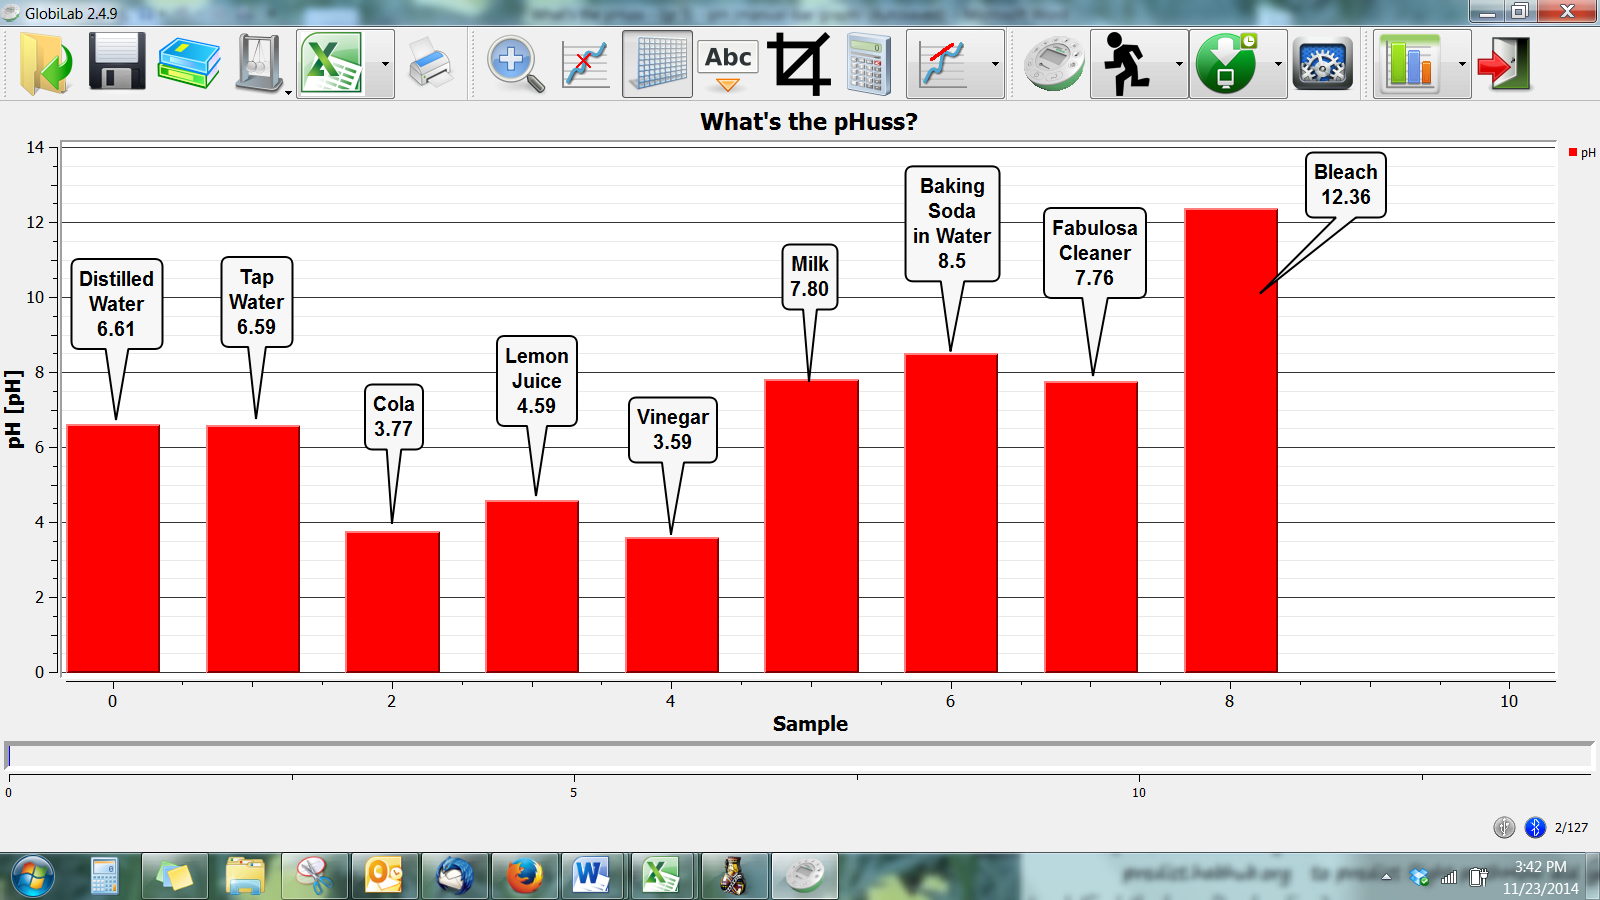 GlobiLab 2.4.9
Abc
What's the pHuss?
pH
14
12
10
8
6
4
2
0
pH [pH]
Distilled
Water
6.61
Tap
Water
6.59
Cola
3.77
Lemon
Juice
4.59
Vinegar
3.59
Milk
7.80
Baking
Soda
in Water
8.5
Fabulosa
Cleaner
7.76
Bleach
12.36
0 2 4 6 8 10
Sample
0 5 10
2/127
3:42 PM
11/23/2014